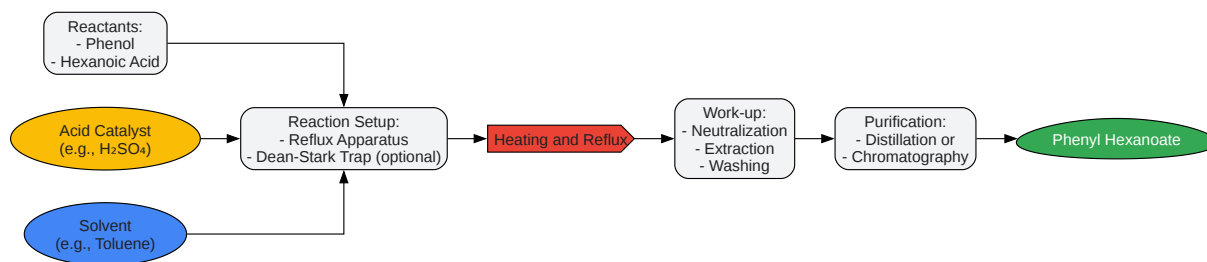 Reactants:
- Phenol
- Hexanoic Acid
Acid Catalyst
(e.g., H₂SO₄)
Solvent
(e.g., Toluene)
Reaction Setup:
- Reflux Apparatus
- Dean-Stark Trap (optional)
Heating and Reflux
Work-up:
- Neutralization
- Extraction
- Washing
Purification:
- Distillation or
- Chromatography
Phenyl Hexanoate